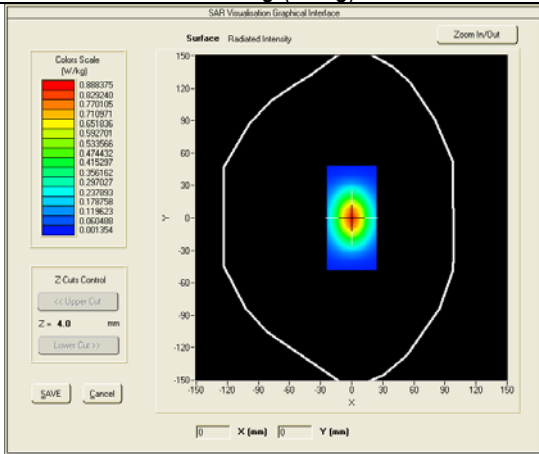 SAR Visualisation Graphical Interface
Surface Radiated Intensity
Zoom In/Out
Colors Scale
(W/kg)
0.888375
0.829240
0.770105
0.710971
0.651836
0.592701
0.533566
0.474432
0.415297
0.356162
0.297027
0.237893
0.178758
0.119623
0.060488
0.001354
150
120
90
60
30
0
-30
-60
-90
-120
-150
Y
-150 -120 -90 -60 -30 0 30 60 90 120 150
X
Z Cuts Control
<< Upper Cut
Z = 4.0 mm
Lower Cut >>
SAVE Cancel
0 X (mm) 0 Y (mm)